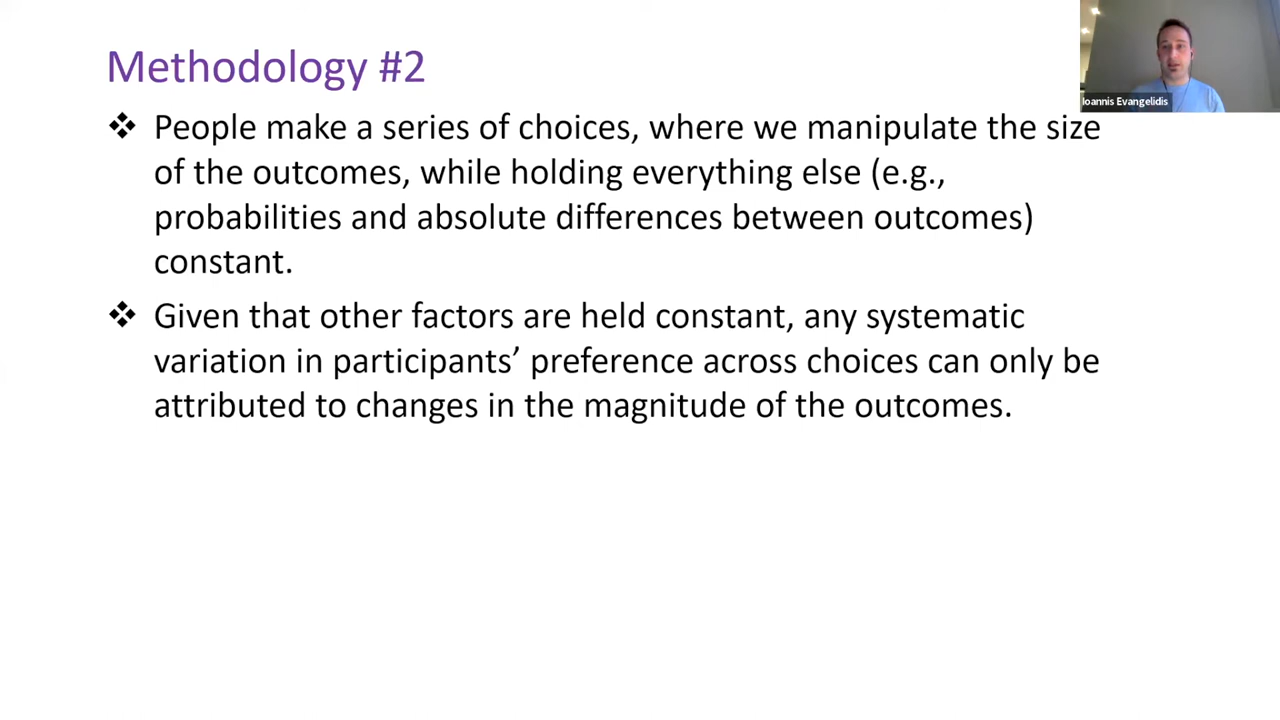 Methodology #2
❖ People make a series of choices, where we manipulate the size
of the outcomes, while holding everything else (e.g.,
probabilities and absolute differences between outcomes)
constant.
❖ Given that other factors are held constant, any systematic
variation in participants’ preference across choices can only be
attributed to changes in the magnitude of the outcomes.
Ioannis Evangelidis